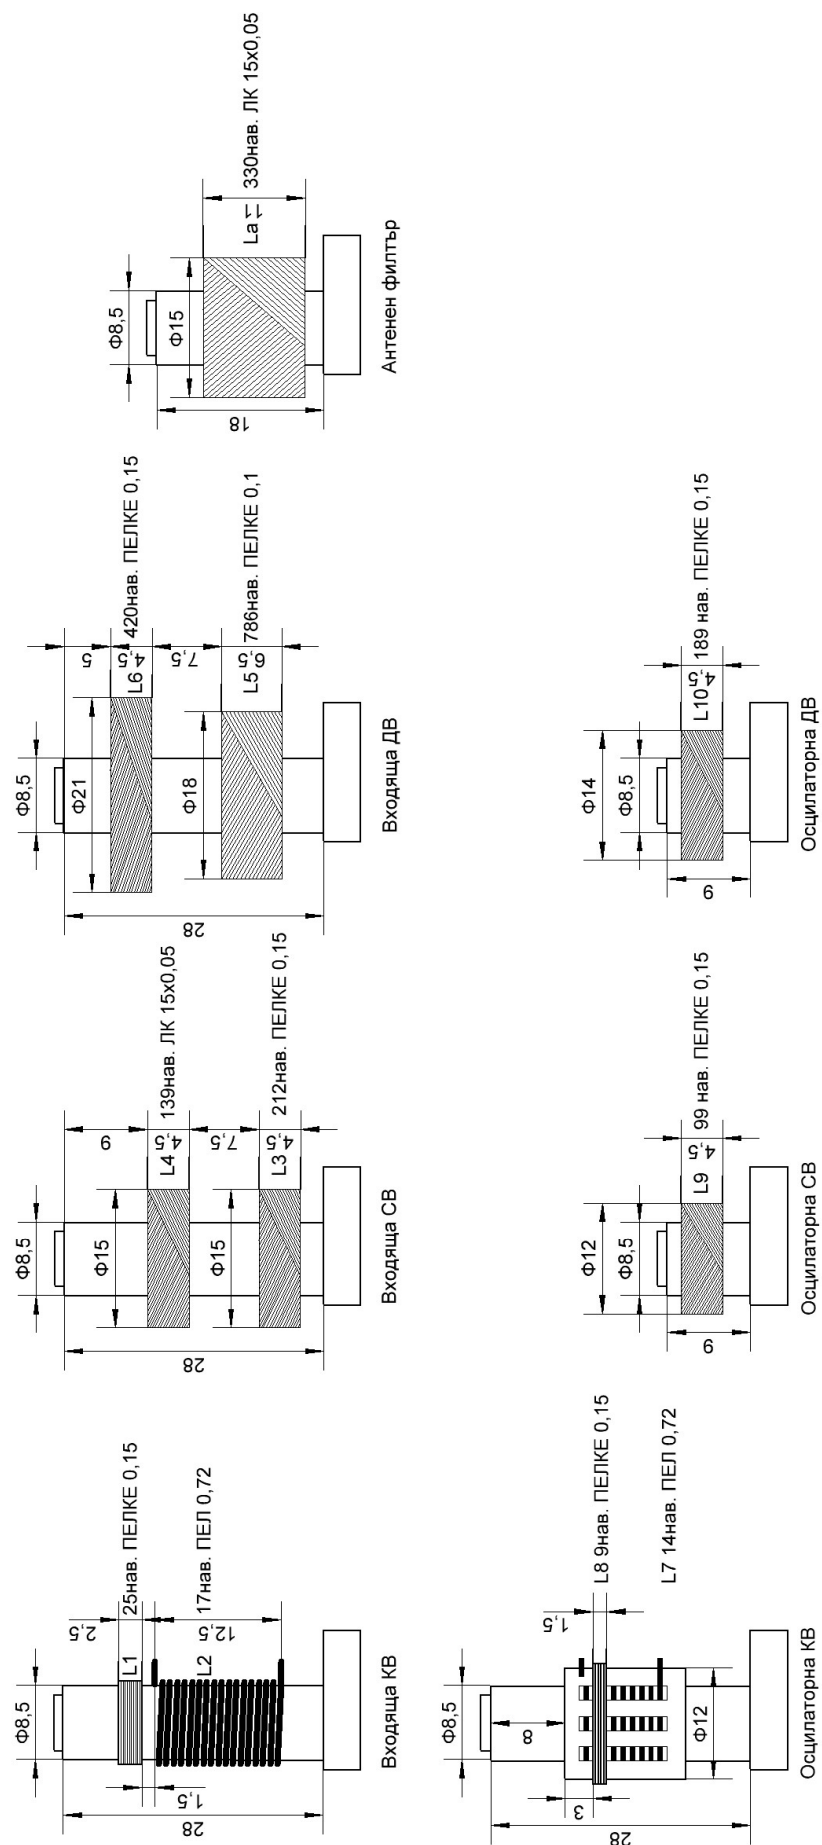 Ф8,5
28
1,5
2,5
L1
25нав. ПЕЛКЕ 0,15
L2
12,5
17нав. ПЕЛ 0,72
Входяща КВ
Ф8,5
Ф15
Ф15
28
9
L4
4,5
139нав. ЛК 15х0,05
7,5
L3
4,5
212нав. ПЕЛКЕ 0,15
Входяща СВ
Ф8,5
Ф21
Ф18
28
5
L6
4,5
420нав. ПЕЛКЕ 0,15
7,5
L5
6,5
786нав. ПЕЛКЕ 0,1
Входяща ДВ
Ф8,5
Ф15
18
La
11
330нав. ЛК 15х0,05
Антенен филтър
Ф8,5
28
8
3
Ф12
1,5
L8 9нав. ПЕЛКЕ 0,15
L7 14нав. ПЕЛ 0,72
Осцилаторна КВ
Ф12
Ф8,5
9
L9
4,5
99 нав. ПЕЛКЕ 0,15
Осцилаторна СВ
Ф14
Ф8,5
9
L10
4,5
189 нав. ПЕЛКЕ 0,15
Осцилаторна ДВ